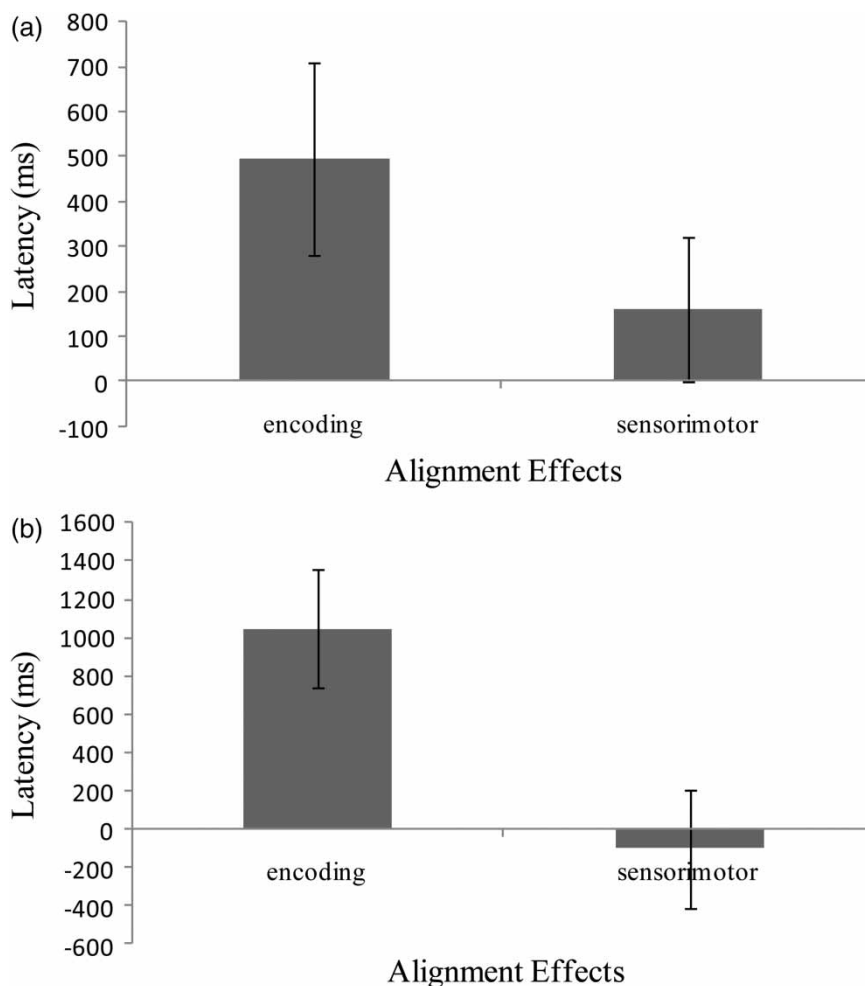 (a)
800
700
600
500
400
300
200
100
0
-100
Latency (ms)
encoding sensorimotor
Alignment Effects
(b)
1600
1400
1200
1000
800
600
400
200
0
-200
-400
-600
Latency (ms)
encoding sensorimotor
Alignment Effects